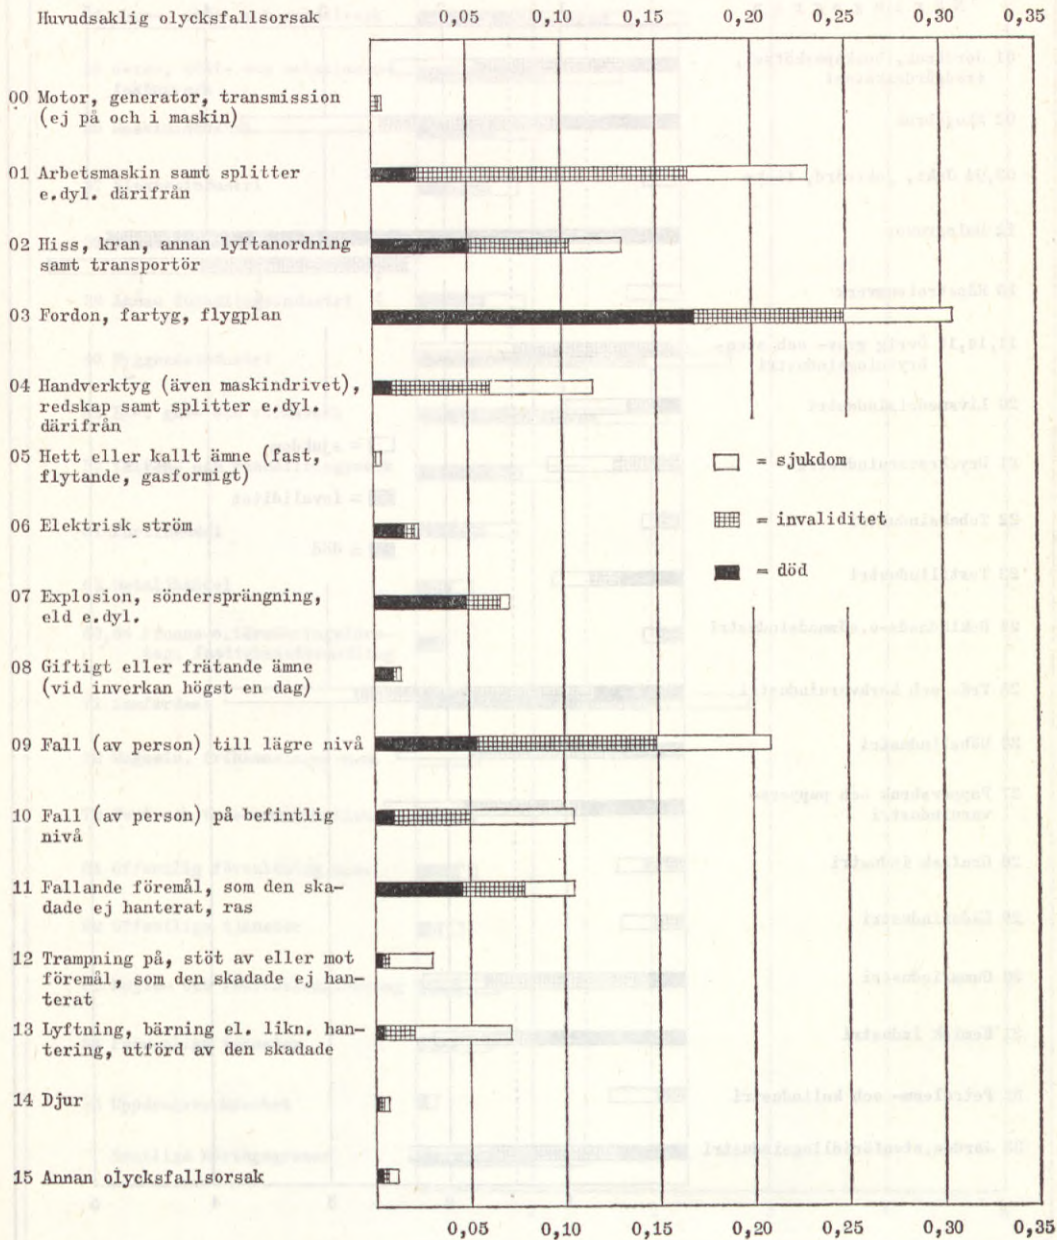 Huvudsaklig olycksfallsorsak
0,05 0,10 0,15 0,20 0,25 0,30 0,35
00 Motor, generator, transmission
(ej på och i maskin)
01 Arbetsmaskin samt splitter
e.dyl. därifrån
02 Hiss, kran, annan lyftanordning
samt transportör
03 Fordon, fartyg, flygplan
04 Handverktyg (även maskindrivet),
redskap samt splitter e.dyl.
därifrån
05 Hett eller kallt ämne (fast,
flytande, gasformigt)
= sjukdom
06 Elektrisk ström
= invaliditet
= död
07 Explosion, söndersprängning,
eld e.dyl.
08 Giftigt eller frätande ämne
(vid inverkan högst en dag)
09 Fall (av person) till lägre nivå
10 Fall (av person) på befintlig
nivå
11 Fallande föremål, som den ska-
dade ej hanterat, ras
12 Trampning på, stöt av eller mot
föremål, som den skadade ej han-
terat
13 Lyftning, bärning el. likn. han-
tering, utförd av den skadade
14 Djur
15 Annan olycksfallsorsak
0,05 0,10 0,15 0,20 0,25 0,30 0,35